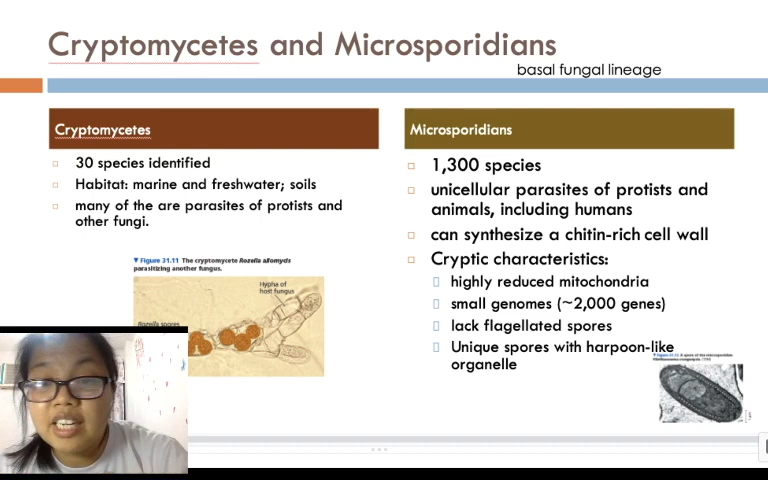 Cryptomycetes and Microsporidians
basal fungal lineage
Cryptomycetes
30 species identified
Habitat: marine and freshwater; soils
many of the are parasites of protists and
other fungi.
▼ Figure 31.11 The cryptomycete Rozella allomycis
parasitizing another fungus.
Hypha of
host fungus
Rozella spores
Microsporidians
1,300 species
unicellular parasites of protists and
animals, including humans
can synthesize a chitin-rich cell wall
Cryptic characteristics:
highly reduced mitochondria
small genomes (~2,000 genes)
lack flagellated spores
Unique spores with harpoon-like
organelle